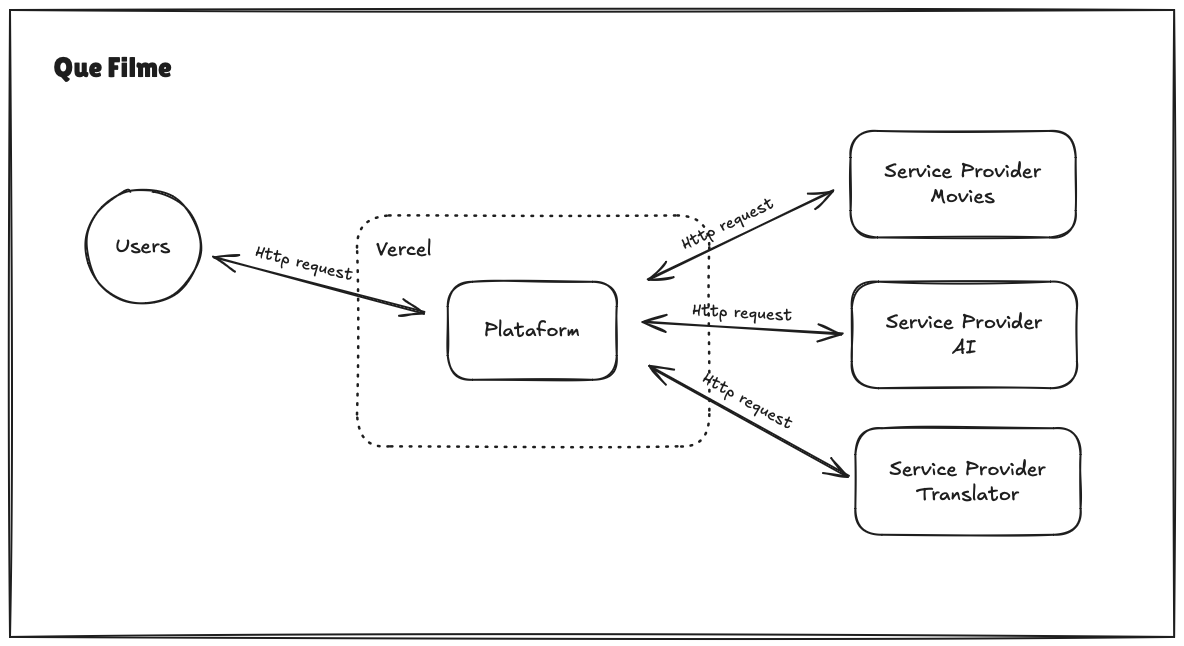 Que Filme
Users
Http request
Vercel
Plataform
Http request
Http request
Http request
Service Provider
Movies
Service Provider
AI
Service Provider
Translator